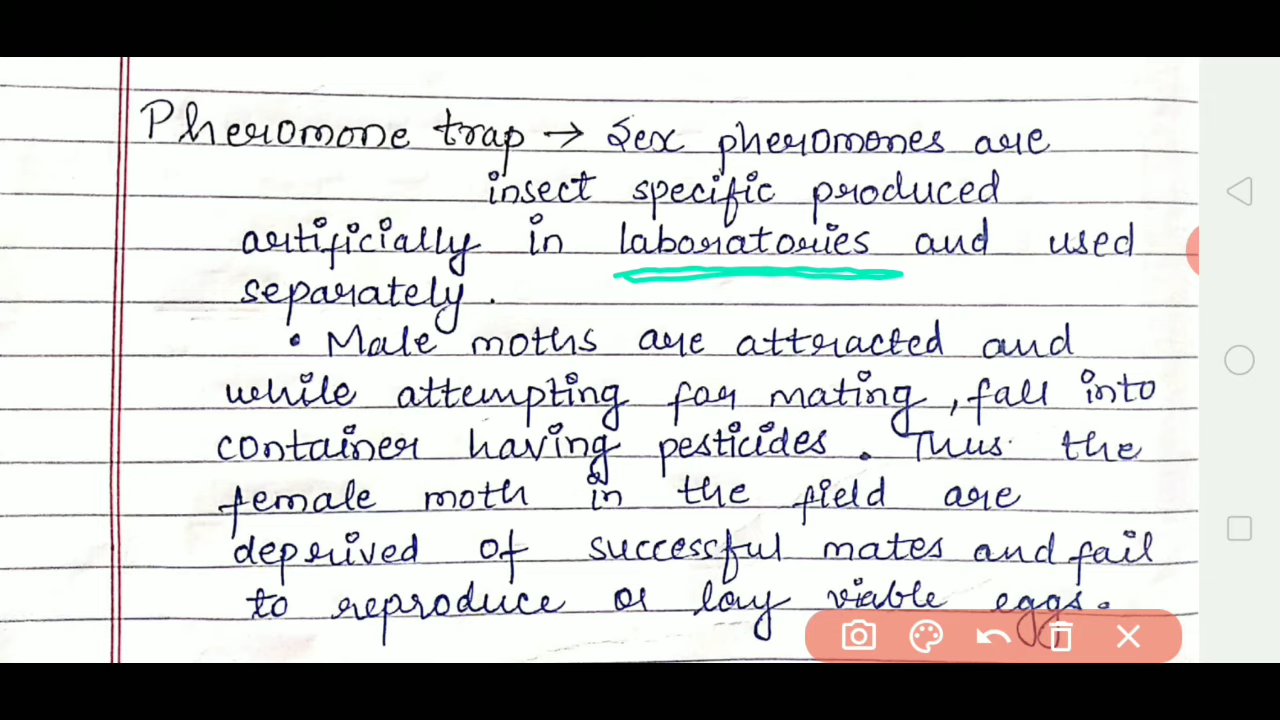 Pheromone trap → Sex pheromones are
insect specific produced
artificially in laboratories and used
separately.
• Male moths are attracted and
while attempting for mating, fall into
container having pesticides. Thus the
female moth in the field are
deprived of successful mates and fail
to reproduce or lay viable eggs.